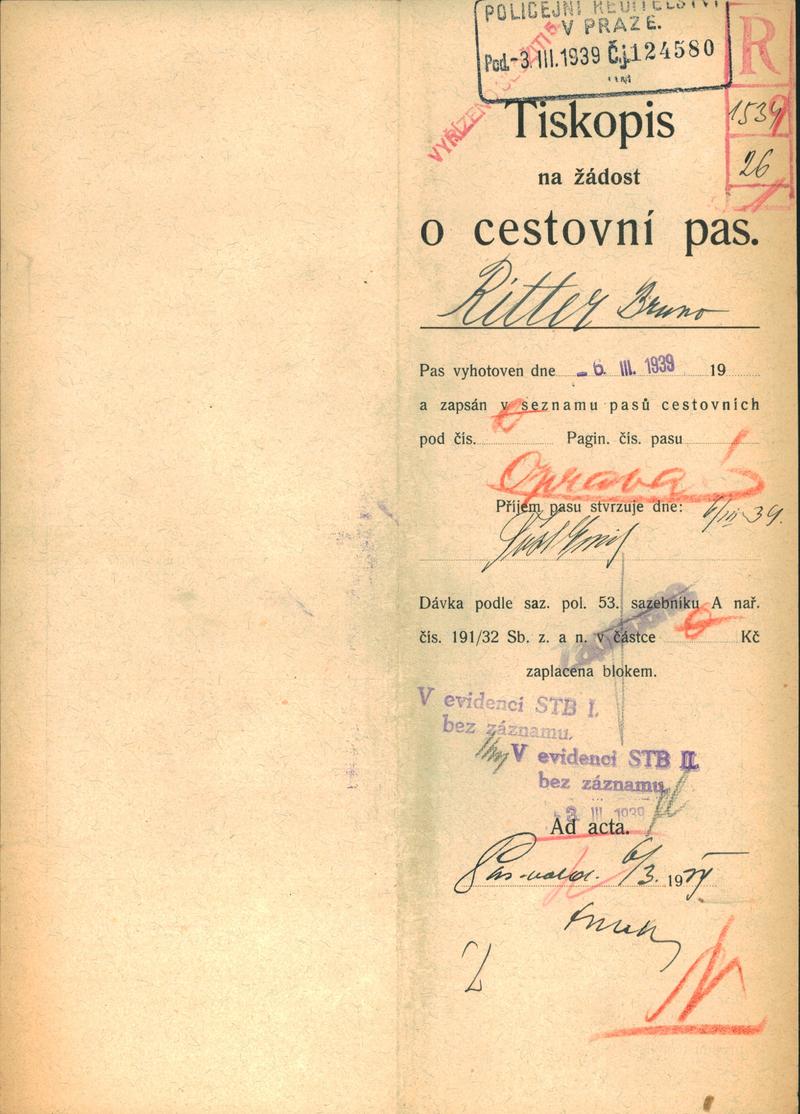 POLICEJNÍ ŘEDITELSTVÍ
V PRAZE.
Pod. -3. III. 1939 Čj. 124580
R
VYŘÍZENO
1539
26
Tiskopis
na žádost
o cestovní pas.
Ritter Bruno
Pas vyhotoven dne - 6. III. 1939 19
a zapsán v seznamu pasů cestovních
pod čís. Pagin. čís. pasu
Oprava
Příjem pasu stvrzuje dne: 6/III 39.
Dávka podle saz. pol. 53. sazebníku A nař.
čís. 191/32 Sb. z. a n. v částce Kč
zaplacena blokem.
V evidenci STB I.
bez záznamu.
V evidenci STB II.
bez záznamu.
-3. III. 1939
Ad acta.
6/3. 19